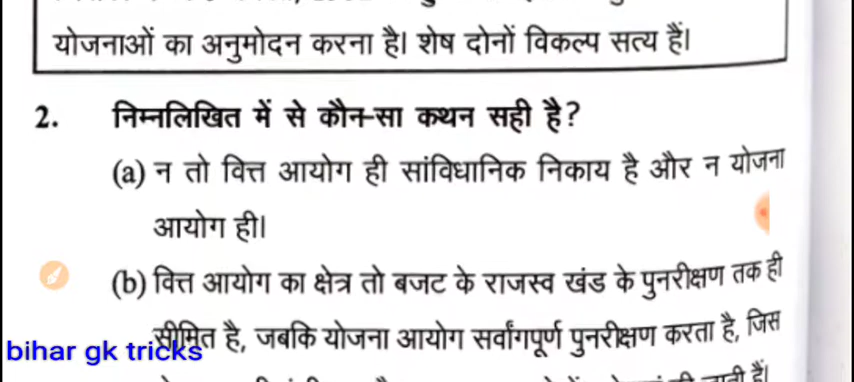 योजनाओं का अनुमोदन करना है। शेष दोनों विकल्प सत्य हैं।
2. निम्नलिखित में से कौन-सा कथन सही है?
(a) न तो वित्त आयोग ही सांविधानिक निकाय है और न योजना
आयोग ही।
(b) वित्त आयोग का क्षेत्र तो बजट के राजस्व खंड के पुनरीक्षण तक ही
सीमित है, जबकि योजना आयोग सर्वांगपूर्ण पुनरीक्षण करता है, जिस
bihar gk tricks